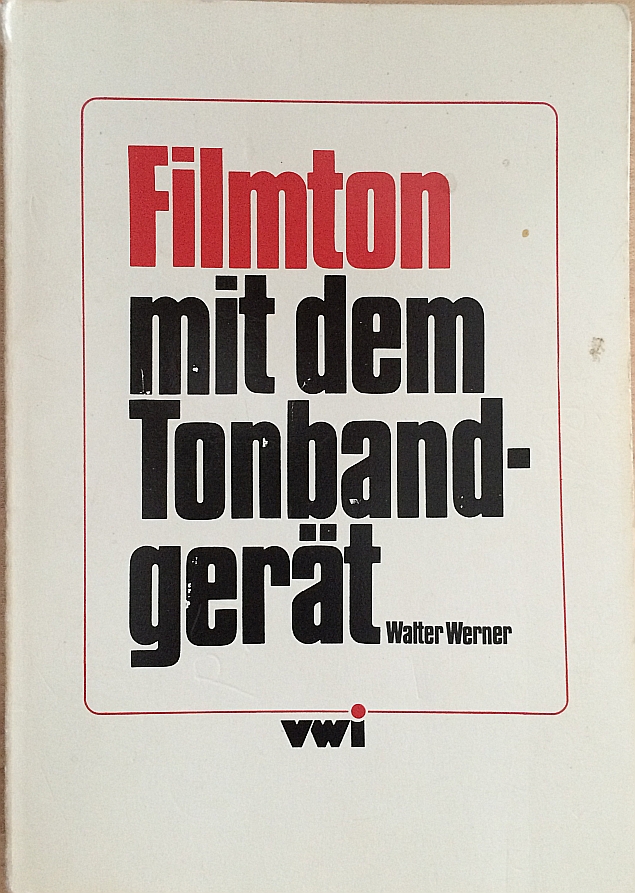 Filmton
mit dem
Tonband-
gerät Walter Werner
vwi